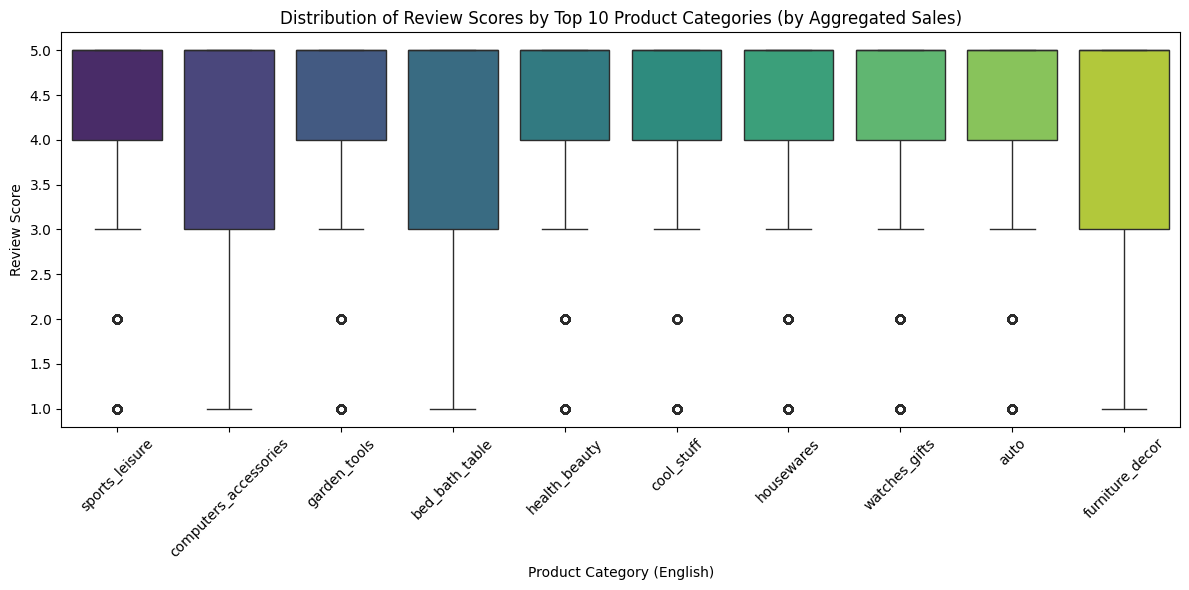 Distribution of Review Scores by Top 10 Product Categories (by Aggregated Sales)
Review Score
5.0
4.5
4.0
3.5
3.0
2.5
2.0
1.5
1.0
sports_leisure
computers_accessories
garden_tools
bed_bath_table
health_beauty
cool_stuff
housewares
watches_gifts
auto
furniture_decor
Product Category (English)